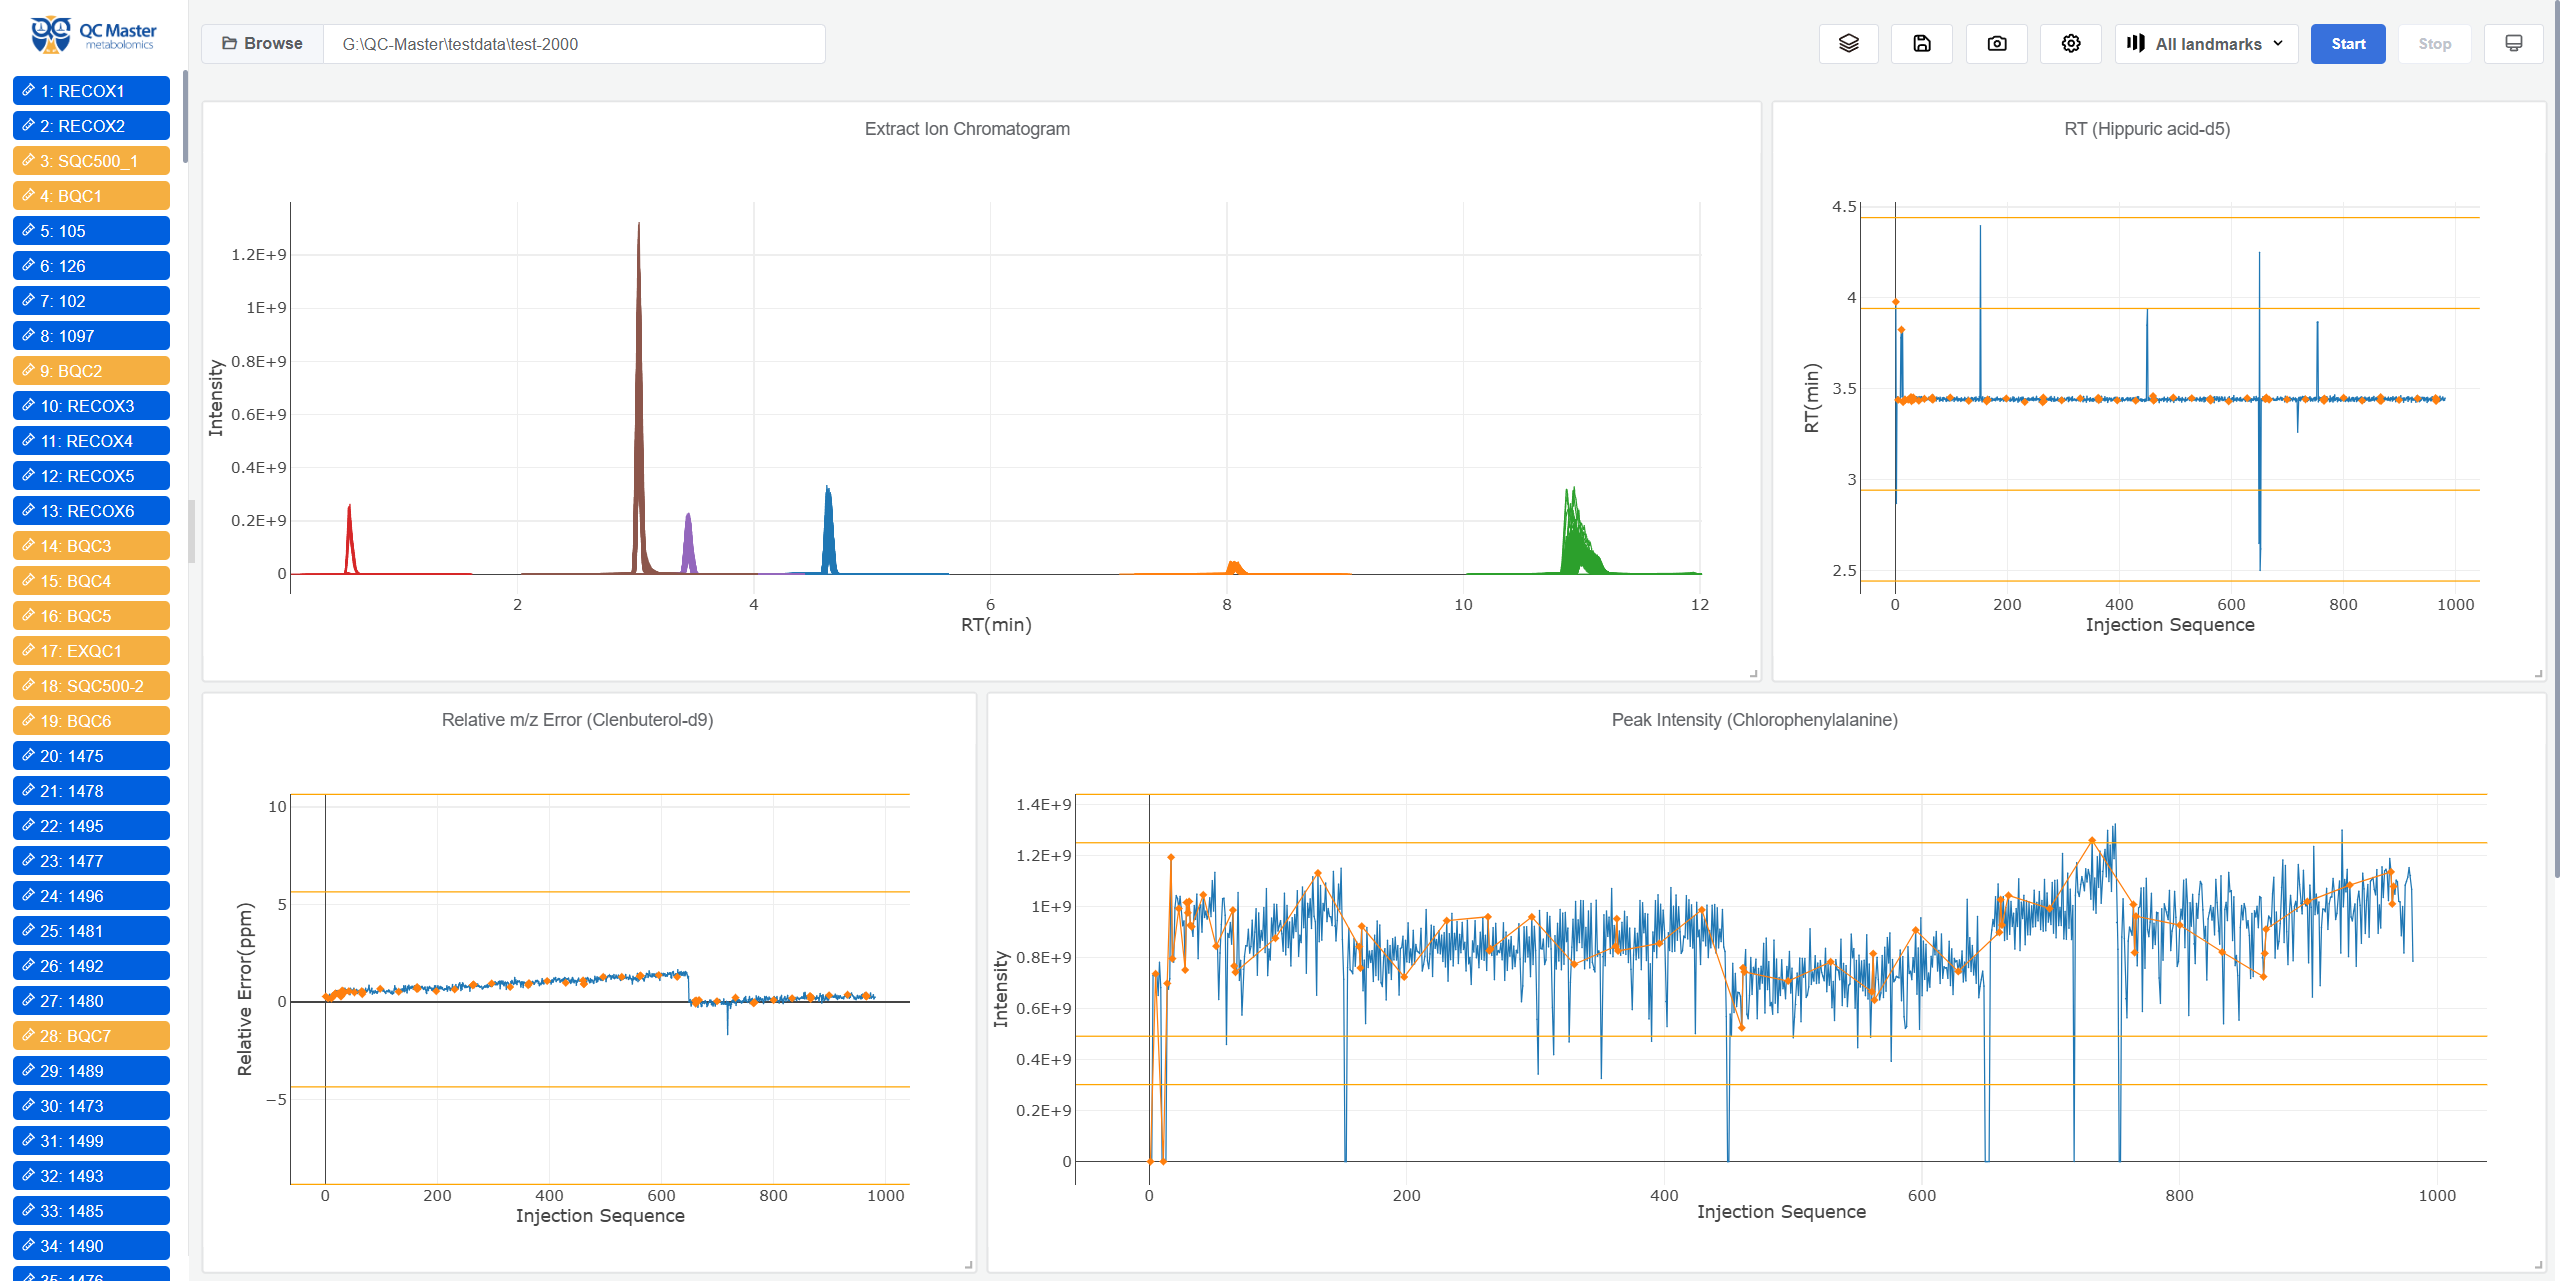 QC Master
metabolomics
Browse
G:\QC-Master\testdata\test-2000
All landmarks
Start
Stop
1: RECOX1
2: RECOX2
3: SQC500_1
4: BQC1
5: 105
6: 126
7: 102
8: 1097
9: BQC2
10: RECOX3
11: RECOX4
12: RECOX5
13: RECOX6
14: BQC3
15: BQC4
16: BQC5
17: EXQC1
18: SQC500-2
19: BQC6
20: 1475
21: 1478
22: 1495
23: 1477
24: 1496
25: 1481
26: 1492
27: 1480
28: BQC7
29: 1489
30: 1473
31: 1499
32: 1493
33: 1485
34: 1490
35: 1476
Extract Ion Chromatogram
Intensity
1.2E+9
1E+9
0.8E+9
0.6E+9
0.4E+9
0.2E+9
0
2 4 6 8 10 12
RT(min)
RT (Hippuric acid-d5)
RT(min)
4.5
4
3.5
3
2.5
0 200 400 600 800 1000
Injection Sequence
Relative m/z Error (Clenbuterol-d9)
Relative Error(ppm)
10
5
0
−5
0 200 400 600 800 1000
Injection Sequence
Peak Intensity (Chlorophenylalanine)
Intensity
1.4E+9
1.2E+9
1E+9
0.8E+9
0.6E+9
0.4E+9
0.2E+9
0
0 200 400 600 800 1000
Injection Sequence